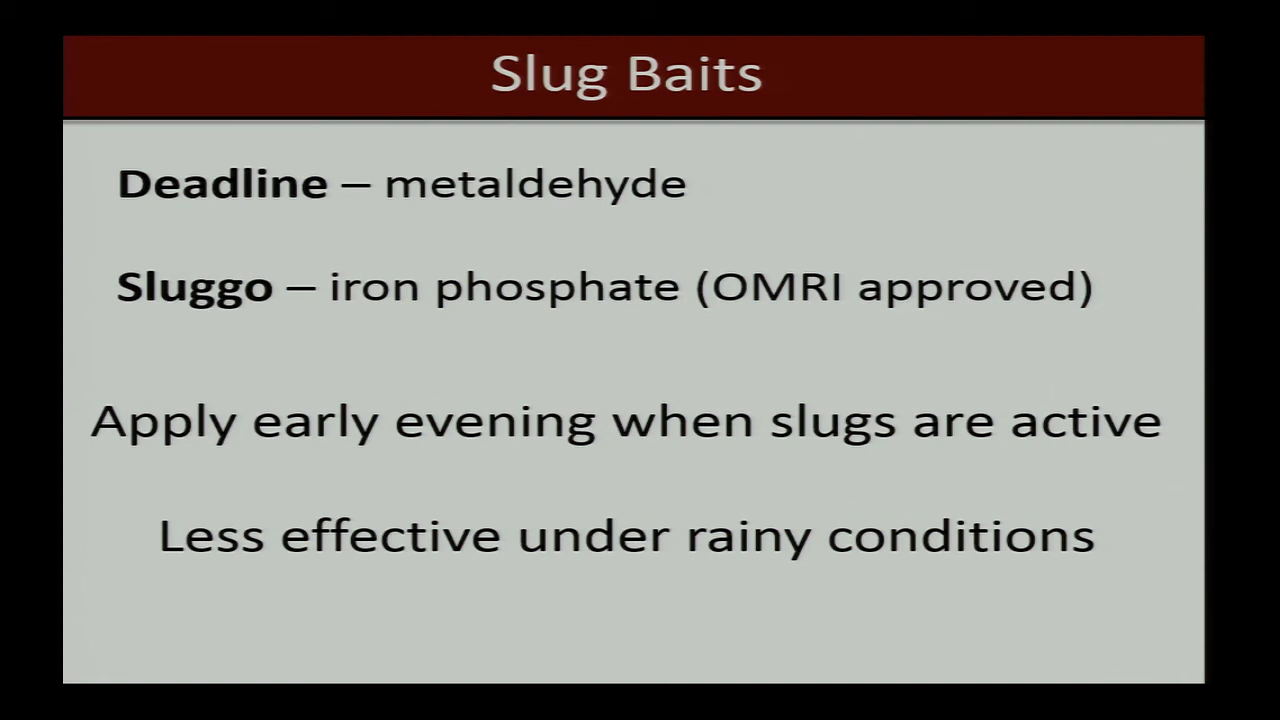 Slug Baits
Deadline – metaldehyde
Sluggo – iron phosphate (OMRI approved)
Apply early evening when slugs are active
Less effective under rainy conditions